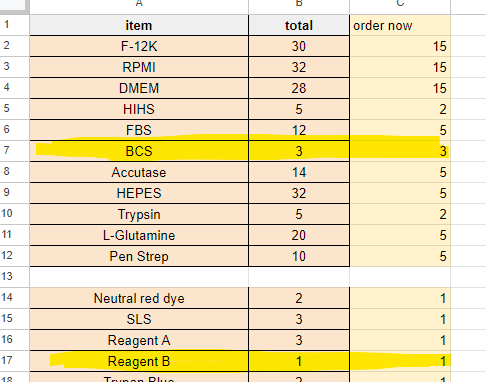 A B C
1 item total order now
2 F-12K 30 15
3 RPMI 32 15
4 DMEM 28 15
5 HIHS 5 2
6 FBS 12 5
7 BCS 3 3
8 Accutase 14 5
9 HEPES 32 5
10 Trypsin 5 2
11 L-Glutamine 20 5
12 Pen Strep 10 5
13
14 Neutral red dye 2 1
15 SLS 3 1
16 Reagent A 3 1
17 Reagent B 1 1
18 Trypan Blue 2 1